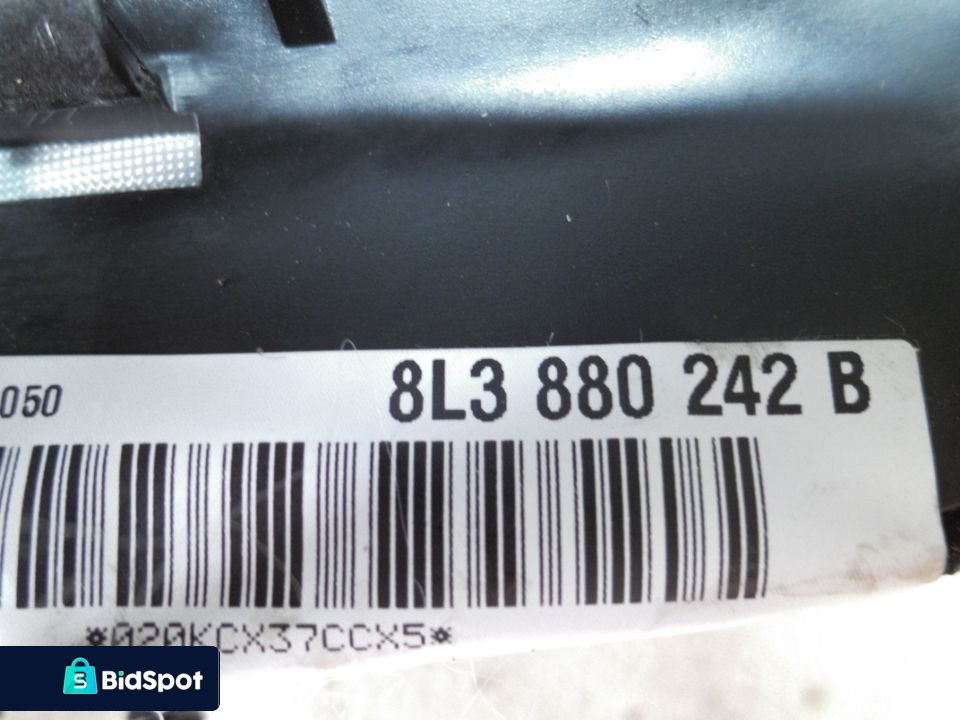 050
8L3 880 242 B
*020KCX37CCX5*
BidSpot